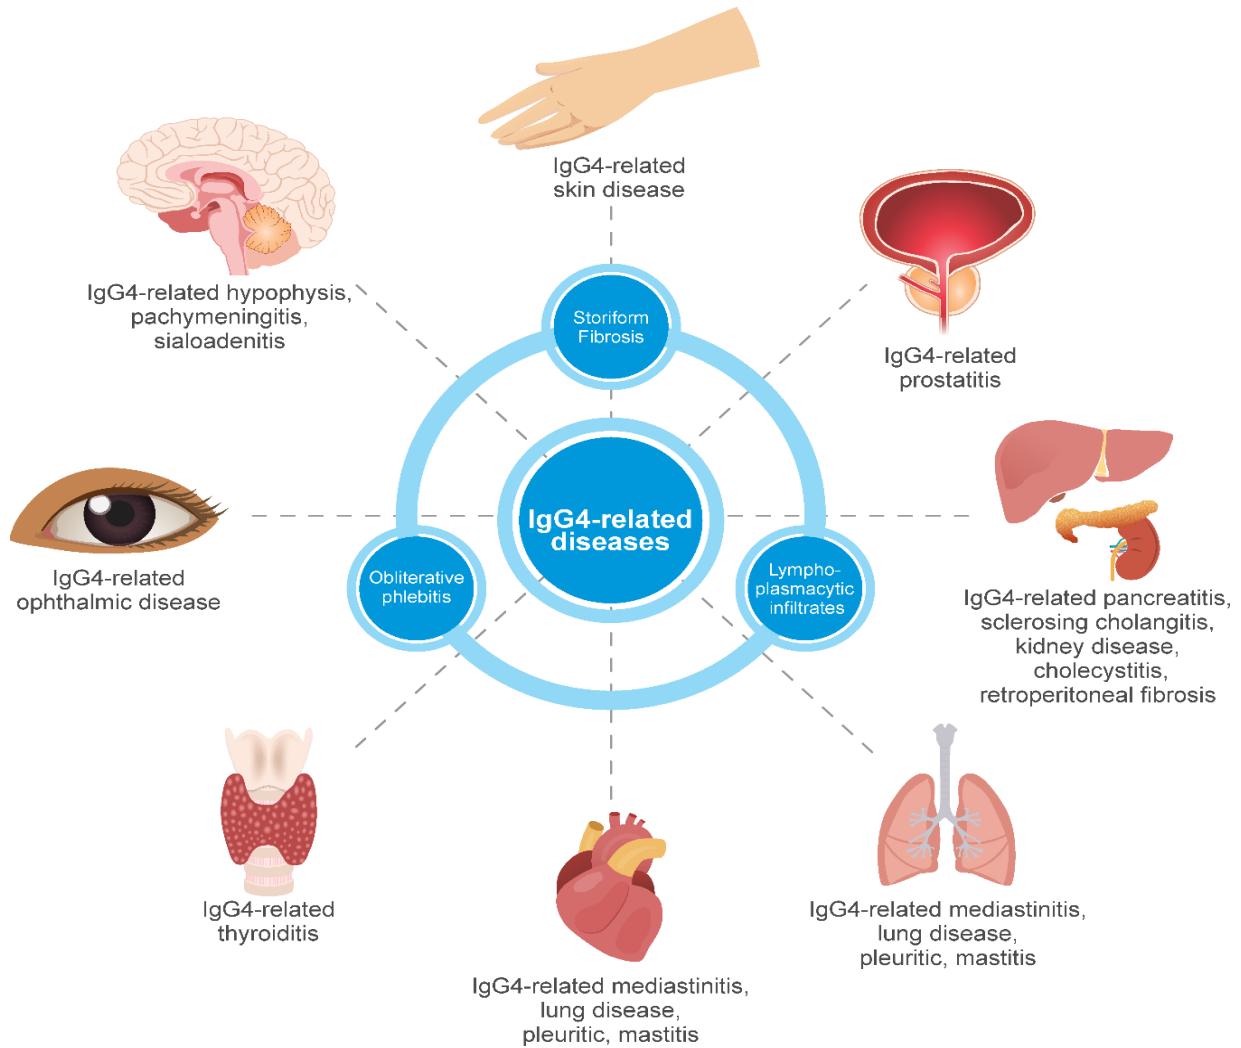 IgG4-related
skin disease
IgG4-related hypophysis,
pachymeningitis,
sialoadenitis
IgG4-related
prostatitis
Storiform
Fibrosis
IgG4-related
diseases
Obliterative
phlebitis
Lympho-
plasmacytic
infiltrates
IgG4-related
ophthalmic disease
IgG4-related pancreatitis,
sclerosing cholangitis,
kidney disease,
cholecystitis,
retroperitoneal fibrosis
IgG4-related
thyroiditis
IgG4-related mediastinitis,
lung disease,
pleuritic, mastitis
IgG4-related mediastinitis,
lung disease,
pleuritic, mastitis